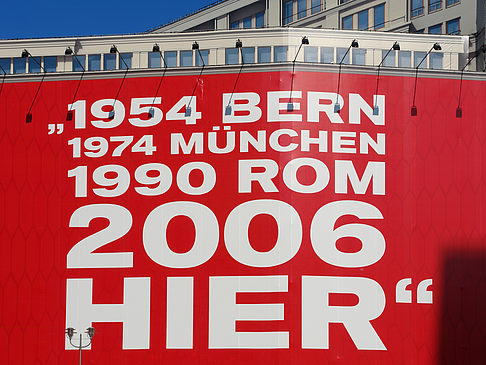 „1954 BERN
1974 MÜNCHEN
1990 ROM
2006
HIER“